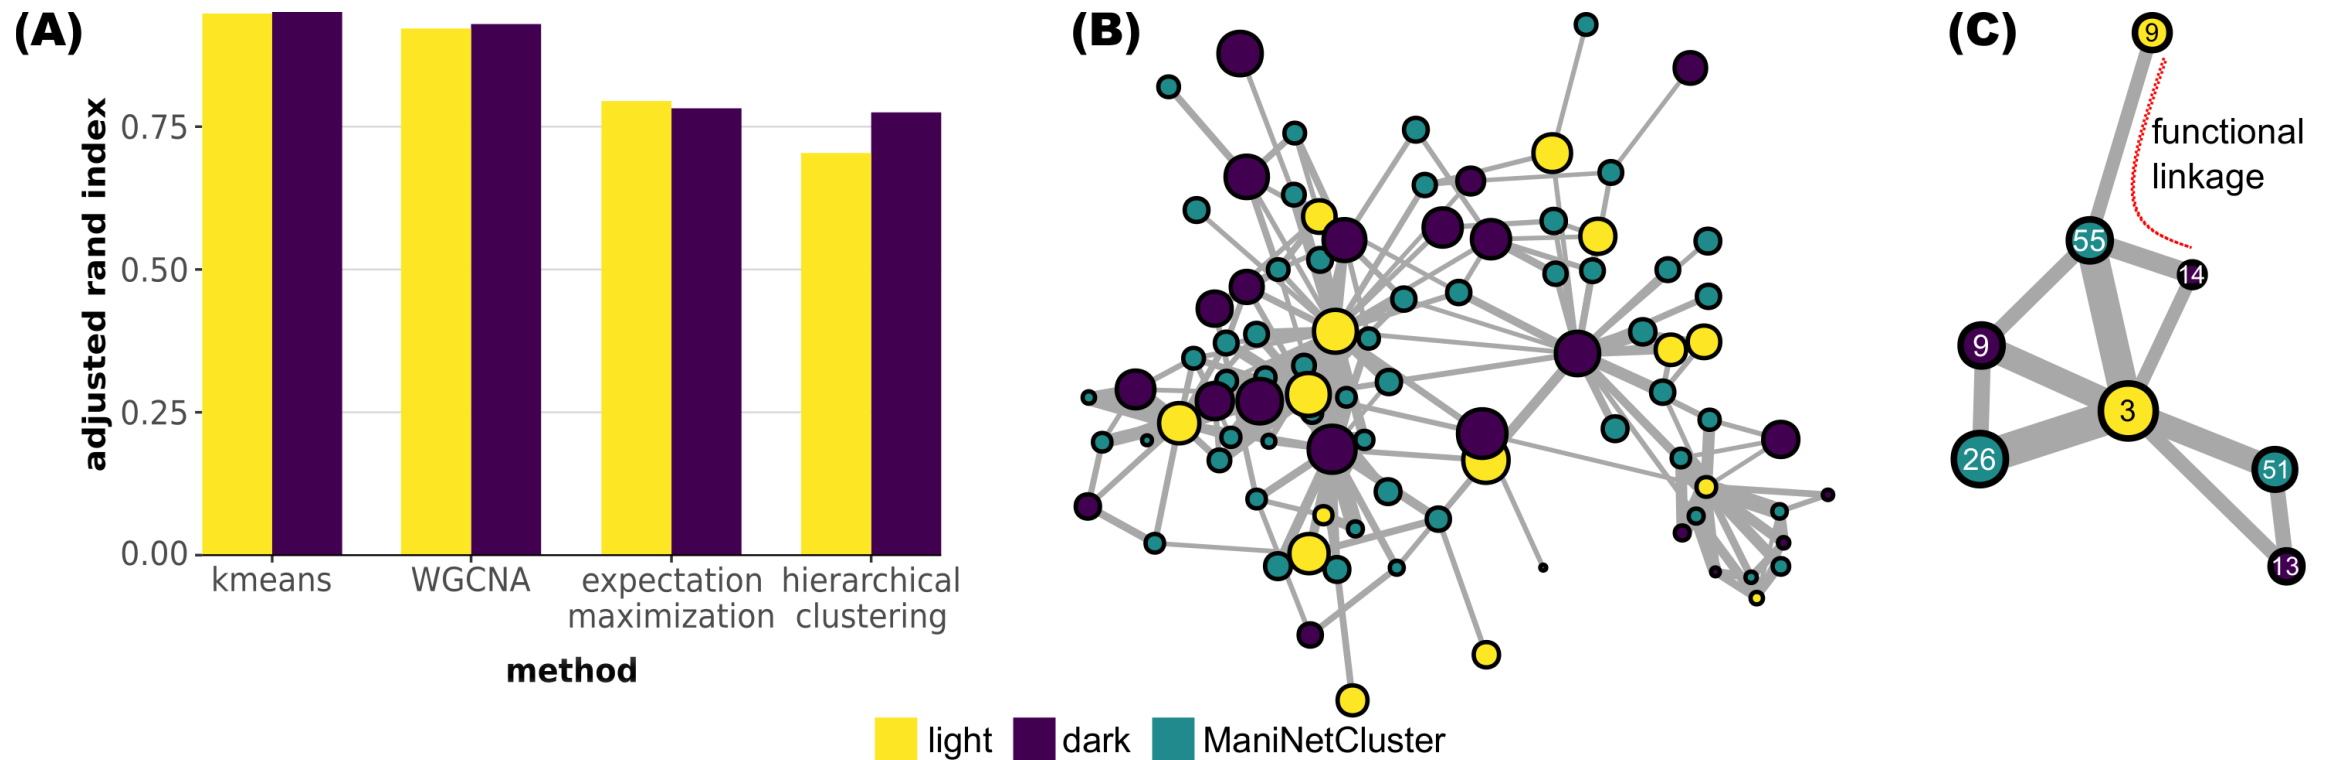 (A)
adjusted rand index
0.75
0.50
0.25
0.00
kmeans
WGCNA
expectation
maximization
hierarchical
clustering
method
(B)
(C)
9
functional
linkage
55
14
9
3
26
51
13
light
dark
ManiNetCluster